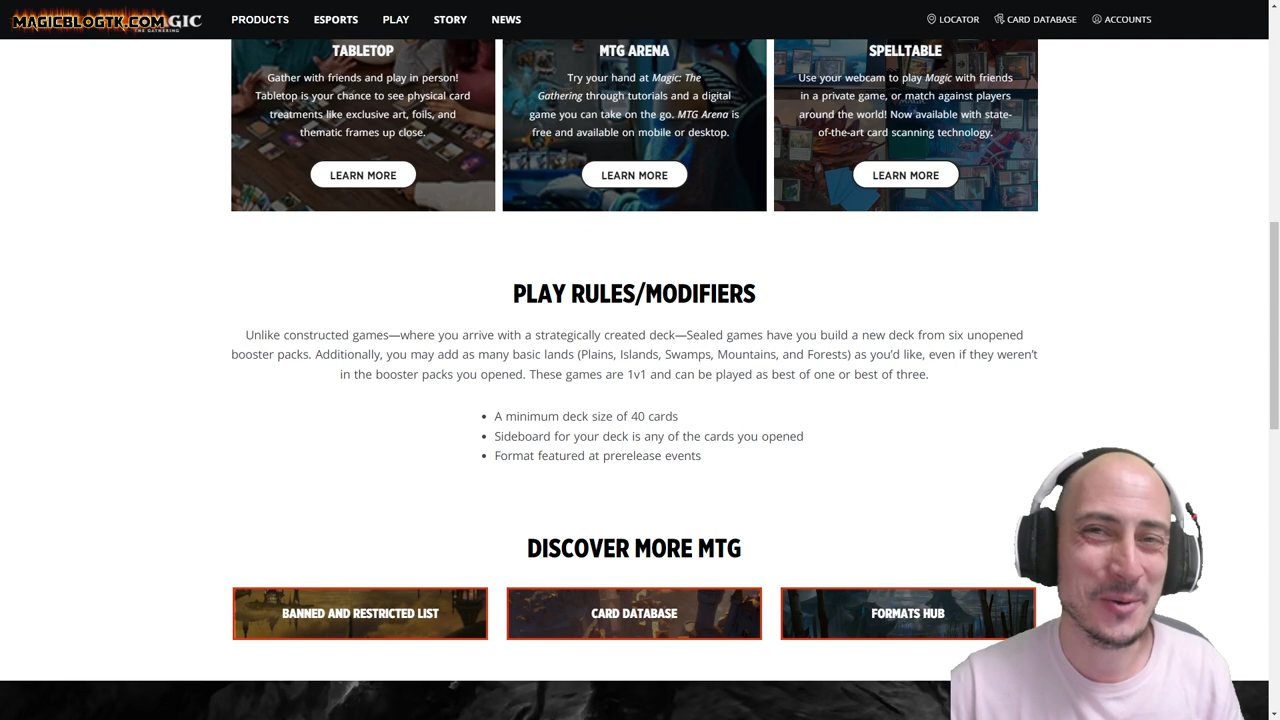 MAGICBLOGTK.COM GIC
THE GATHERING
PRODUCTS ESPORTS PLAY STORY NEWS
LOCATOR CARD DATABASE ACCOUNTS
TABLETOP
Gather with friends and play in person!
Tabletop is your chance to see physical card
treatments like exclusive art, foils, and
thematic frames up close.
LEARN MORE
MTG ARENA
Try your hand at Magic: The
Gathering through tutorials and a digital
game you can take on the go. MTG Arena is
free and available on mobile or desktop.
LEARN MORE
SPELLTABLE
Use your webcam to play Magic with friends
in a private game, or match against players
around the world! Now available with state-
of-the-art card scanning technology.
LEARN MORE
PLAY RULES/MODIFIERS
Unlike constructed games—where you arrive with a strategically created deck—Sealed games have you build a new deck from six unopened
booster packs. Additionally, you may add as many basic lands (Plains, Islands, Swamps, Mountains, and Forests) as you’d like, even if they weren’t
in the booster packs you opened. These games are 1v1 and can be played as best of one or best of three.
• A minimum deck size of 40 cards
• Sideboard for your deck is any of the cards you opened
• Format featured at prerelease events
DISCOVER MORE MTG
BANNED AND RESTRICTED LIST
CARD DATABASE
FORMATS HUB